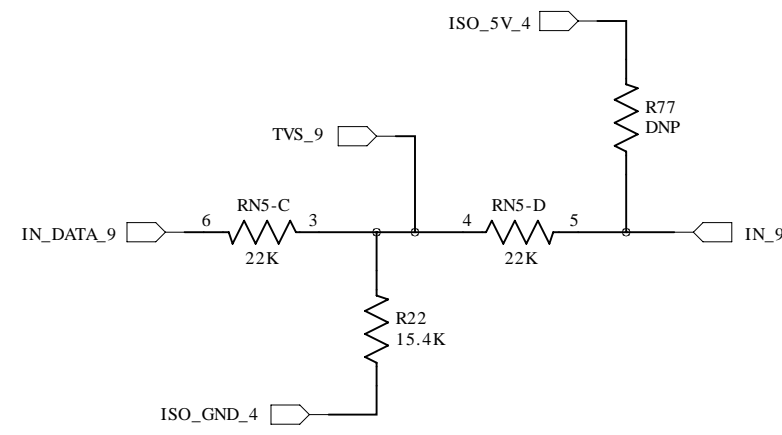 ISO_5V_4
R77
DNP
TVS_9
RN5-C
RN5-D
6
3
4
5
IN_DATA_9
IN_9
22K
22K
R22
15.4K
ISO_GND_4